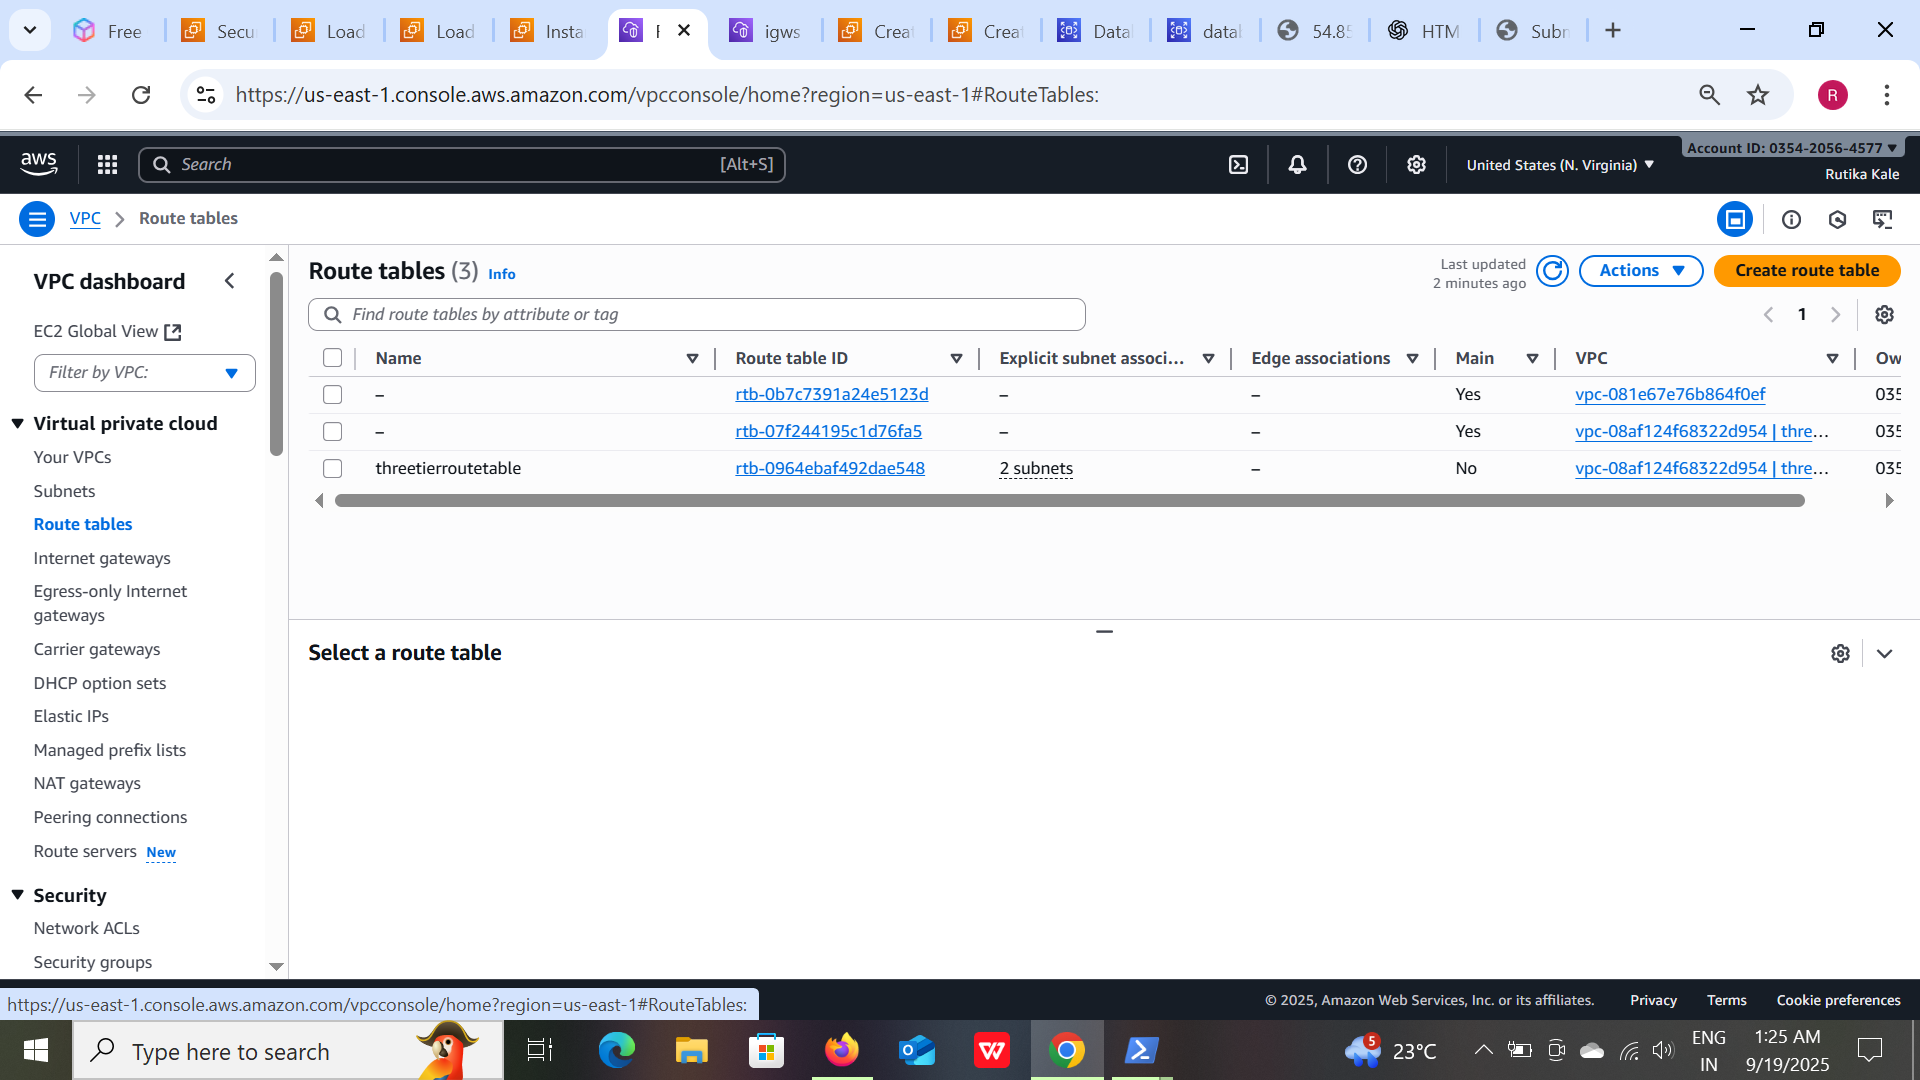 Free
Secu
Load
Load
Insta
igws
Crea
Crea
Data
datal
54.85
HTM
Subn
https://us-east-1.console.aws.amazon.com/vpcconsole/home?region=us-east-1#RouteTables:
R
aws
Search
[Alt+S]
United States (N. Virginia)
Account ID: 0354-2056-4577
Rutika Kale
VPC
Route tables
VPC dashboard
EC2 Global View
Filter by VPC:
Virtual private cloud
Your VPCs
Subnets
Route tables
Internet gateways
Egress-only Internet
gateways
Carrier gateways
DHCP option sets
Elastic IPs
Managed prefix lists
NAT gateways
Peering connections
Route servers New
Security
Network ACLs
Security groups
Route tables (3) Info
Last updated
2 minutes ago
Actions
Create route table
Find route tables by attribute or tag
1
Name Route table ID Explicit subnet associ... Edge associations Main VPC Ow
– rtb-0b7c7391a24e5123d – – Yes vpc-081e67e76b864f0ef 035
– rtb-07f244195c1d76fa5 – – Yes vpc-08af124f68322d954 | thre... 035
threetierroutetable rtb-0964ebaf492dae548 2 subnets – No vpc-08af124f68322d954 | thre... 035
Select a route table
https://us-east-1.console.aws.amazon.com/vpcconsole/home?region=us-east-1#RouteTables:
© 2025, Amazon Web Services, Inc. or its affiliates.
Privacy
Terms
Cookie preferences
Type here to search
5
23°C
ENG
IN
1:25 AM
9/19/2025